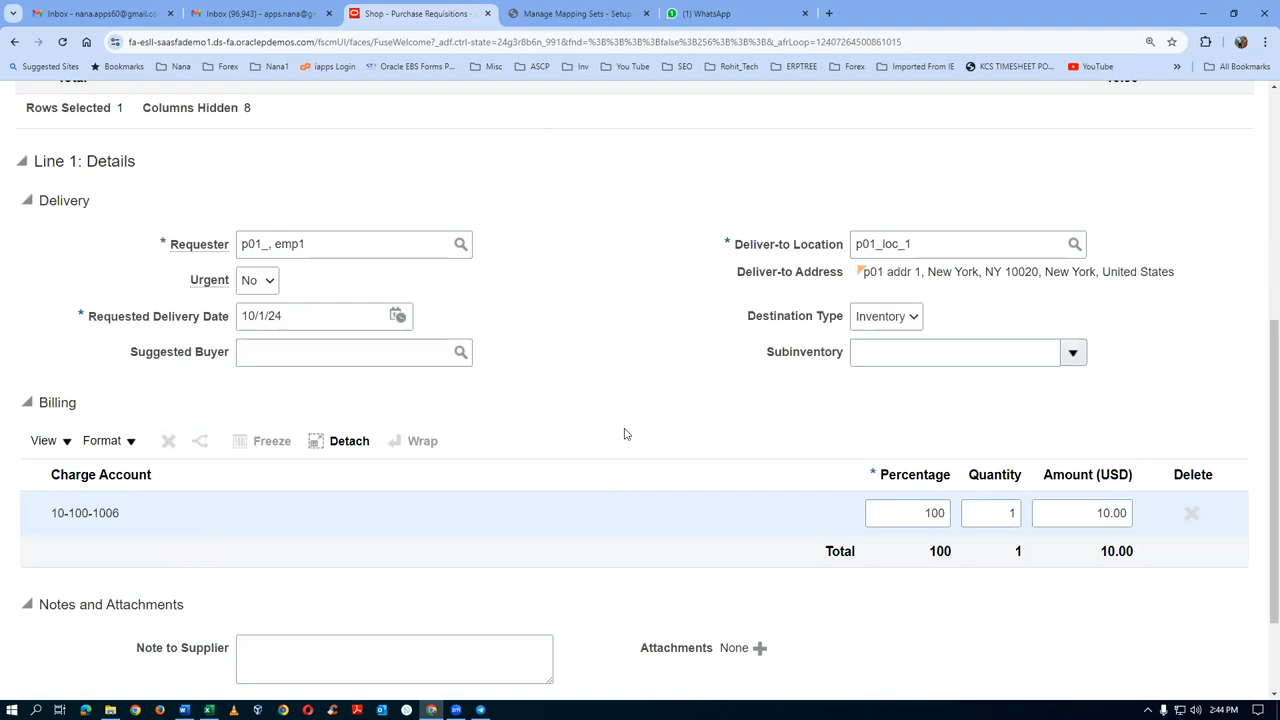 Inbox - nana.apps60@gmail.co
Inbox (96,943) - apps.nana@g
Shop - Purchase Requisitions -
Manage Mapping Sets - Setup
(1) WhatsApp
fa-esll-saasfademo1.ds-fa.oraclepdemos.com/fscmUI/faces/FuseWelcome?_adf.ctrl-state=24g3r8b6n_991&fnd=%3B%3B%3B%3Bfalse%3B256%3B%3B%3B&_afrLoop=12407264500861015
Suggested Sites
Bookmarks
Nana
Forex
Nana1
iapps Login
Oracle EBS Forms P...
Misc
ASCP
Inv
You Tube
SEO
Rohit_Tech
ERPTREE
Forex
Imported From IE
KCS TIMESHEET PO...
YouTube
All Bookmarks
Total 10.00
Rows Selected 1 Columns Hidden 8
Line 1: Details
Delivery
* Requester p01_, emp1
* Deliver-to Location p01_loc_1
Deliver-to Address p01 addr 1, New York, NY 10020, New York, United States
Urgent No
* Requested Delivery Date 10/1/24
Destination Type Inventory
Suggested Buyer
Subinventory
Billing
View Format Freeze Detach Wrap
Charge Account * Percentage Quantity Amount (USD) Delete
10-100-1006 100 1 10.00
Total 100 1 10.00
Notes and Attachments
Note to Supplier
Attachments None
2:44 PM